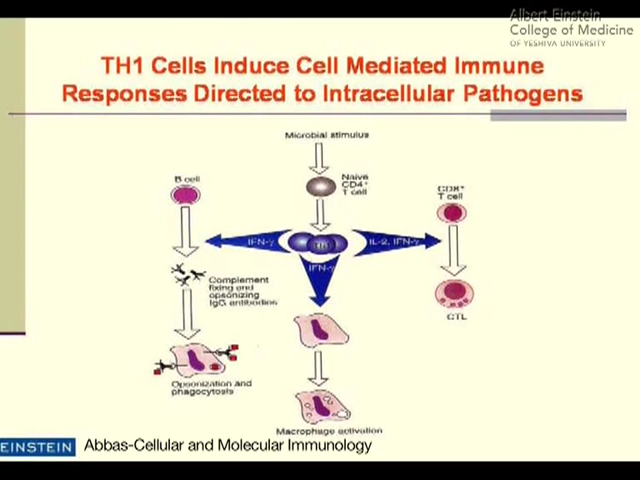 Albert Einstein
College of Medicine
OF YESHIVA UNIVERSITY
TH1 Cells Induce Cell Mediated Immune
Responses Directed to Intracellular Pathogens
Microbial stimulus
Naive
CD4+
T cell
B cell
CD8+
T cell
IFN-γ
TH1
IL-2, IFN-γ
IFN-γ
Complement
fixing and
opsonizing
IgG antibodies
CTL
Opsonization and
phagocytosis
Macrophage activation
EINSTEIN
Abbas-Cellular and Molecular Immunology